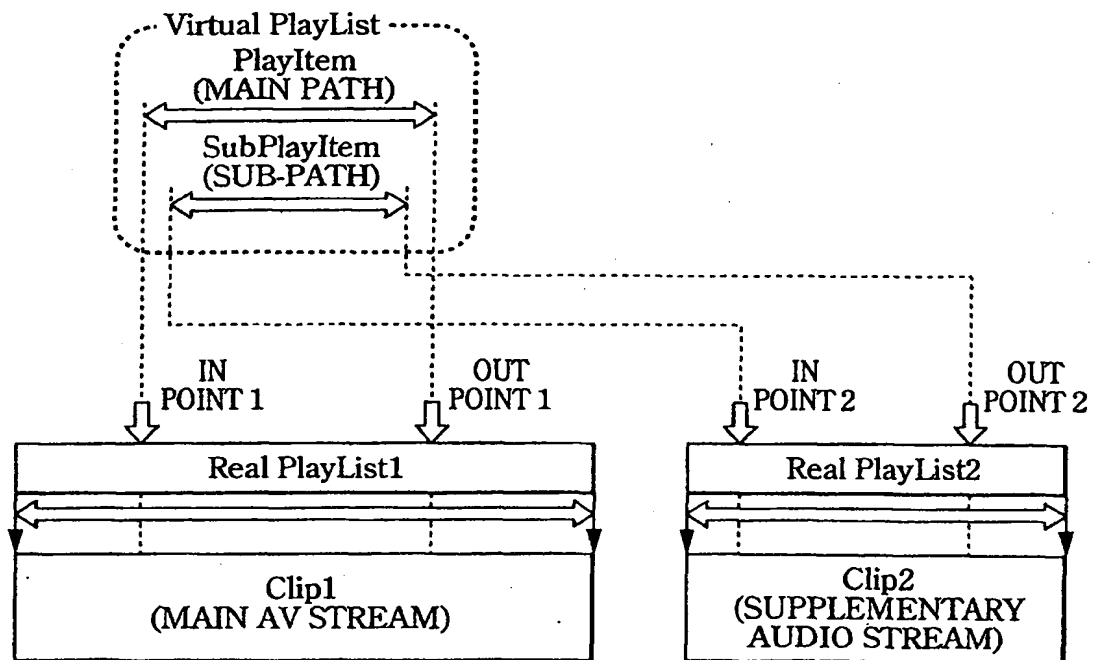 Virtual PlayList
PlayItem
(MAIN PATH)
SubPlayItem
(SUB-PATH)
IN
POINT 1
OUT
POINT 1
IN
POINT 2
OUT
POINT 2
Real PlayList1
Real PlayList2
Clip1
(MAIN AV STREAM)
Clip2
(SUPPLEMENTARY
AUDIO STREAM)